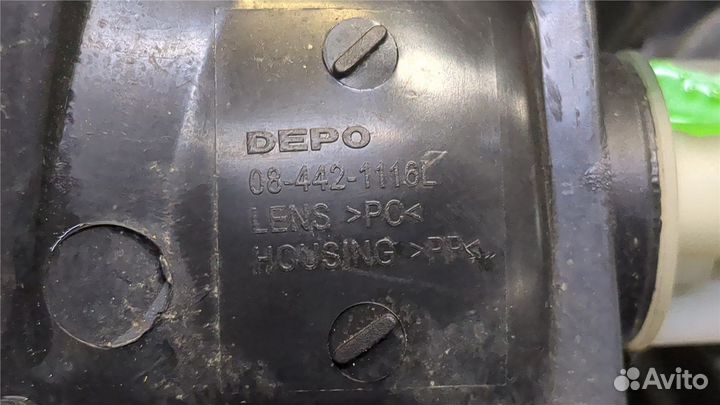 DEPO
08-442-1116L
LENS >PC<
HOUSING >PP<
Avito